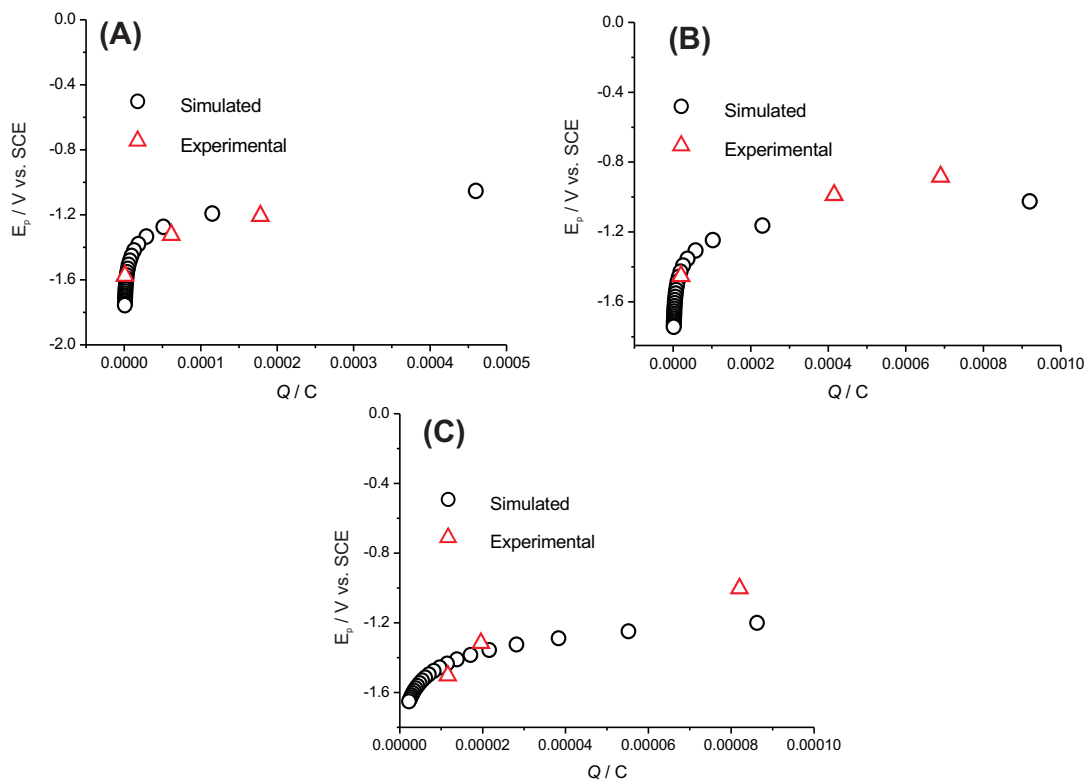 (A)
Simulated
Experimental
E_p / V vs. SCE
0.0
-0.4
-0.8
-1.2
-1.6
-2.0
0.0000 0.0001 0.0002 0.0003 0.0004 0.0005
Q / C
(B)
Simulated
Experimental
E_p / V vs. SCE
0.0
-0.4
-0.8
-1.2
-1.6
0.0000 0.0002 0.0004 0.0006 0.0008 0.0010
Q / C
(C)
Simulated
Experimental
E_p / V vs. SCE
0.0
-0.4
-0.8
-1.2
-1.6
0.00000 0.00002 0.00004 0.00006 0.00008 0.00010
Q / C